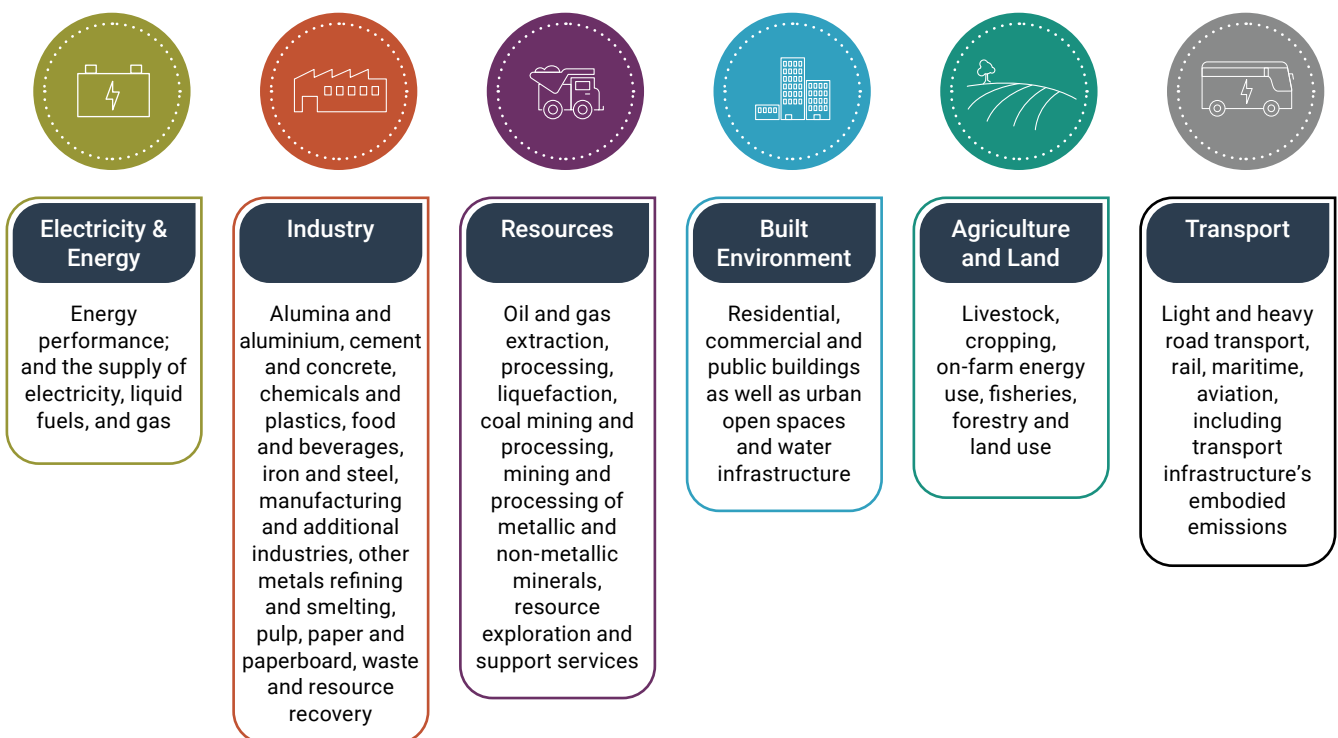 Electricity &
Energy
Energy
performance;
and the supply of
electricity, liquid
fuels, and gas
Industry
Alumina and
aluminium, cement
and concrete,
chemicals and
plastics, food
and beverages,
iron and steel,
manufacturing
and additional
industries, other
metals refining
and smelting,
pulp, paper and
paperboard, waste
and resource
recovery
Resources
Oil and gas
extraction,
processing,
liquefaction,
coal mining and
processing,
mining and
processing of
metallic and
non-metallic
minerals,
resource
exploration and
support services
Built
Environment
Residential,
commercial and
public buildings
as well as urban
open spaces
and water
infrastructure
Agriculture
and Land
Livestock,
cropping,
on-farm energy
use, fisheries,
forestry and
land use
Transport
Light and heavy
road transport,
rail, maritime,
aviation,
including
transport
infrastructure’s
embodied
emissions